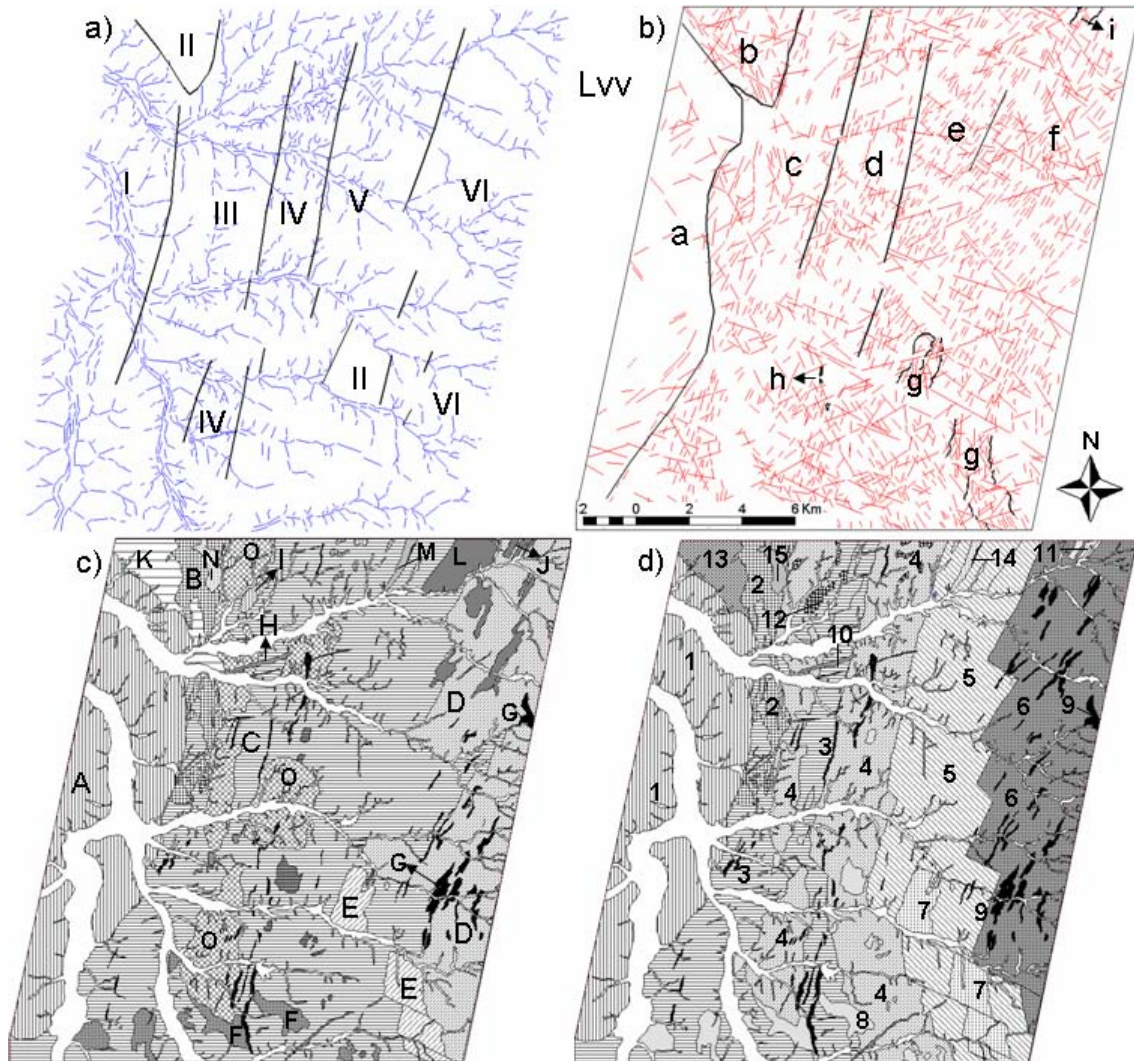 a)
II
I
III
IV
V
VI
II
VI
IV
b)
i
b
Lvv
e
f
c
d
a
h
g
g
N
2 0 2 4 6 Km
c)
K
N
O
I
M
L
J
B
H
D
G
C
A
O
G
E
D
O
E
F
F
d)
13
15
4
14
11
2
12
10
1
5
2
6
9
3
4
5
1
4
6
3
7
9
4
7
4
8